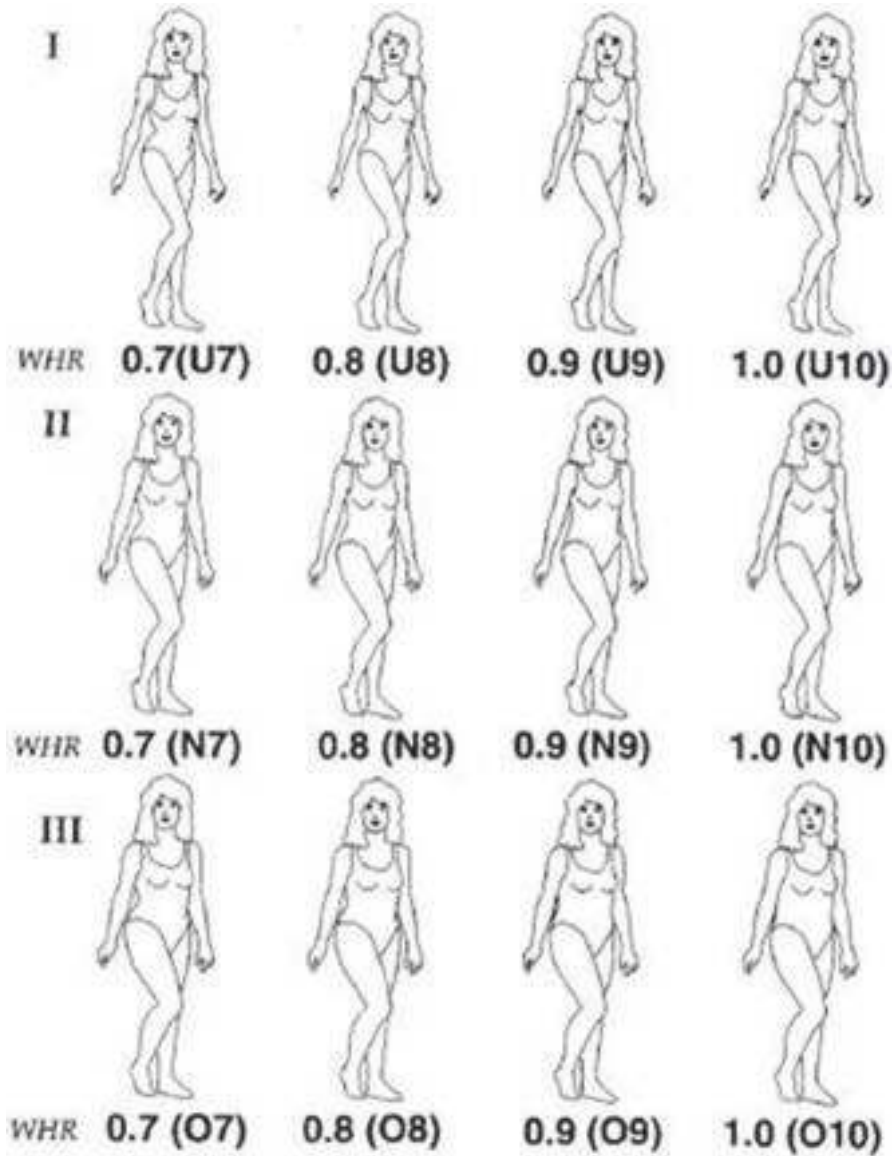 I
WHR 0.7(U7) 0.8 (U8) 0.9 (U9) 1.0 (U10)
II
WHR 0.7 (N7) 0.8 (N8) 0.9 (N9) 1.0 (N10)
III
WHR 0.7 (O7) 0.8 (O8) 0.9 (O9) 1.0 (O10)